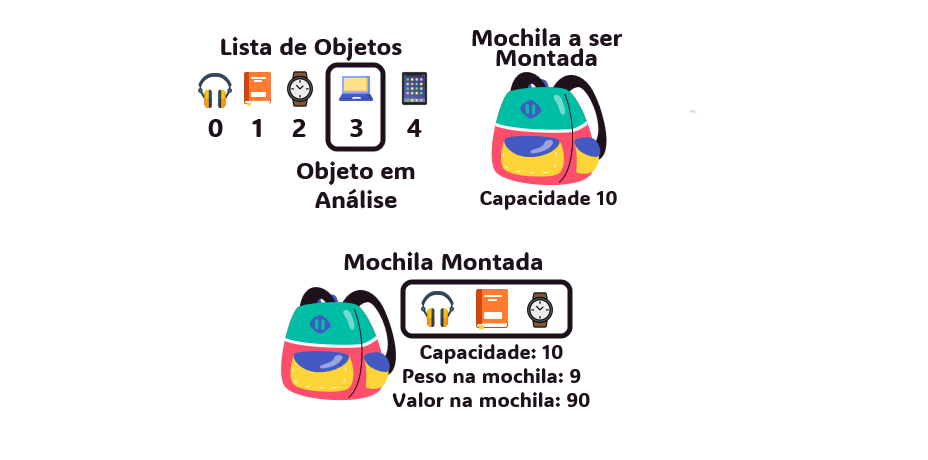 Lista de Objetos
0 1 2 3 4
Objeto em
Análise
Mochila a ser
Montada
Capacidade 10
Mochila Montada
Capacidade: 10
Peso na mochila: 9
Valor na mochila: 90